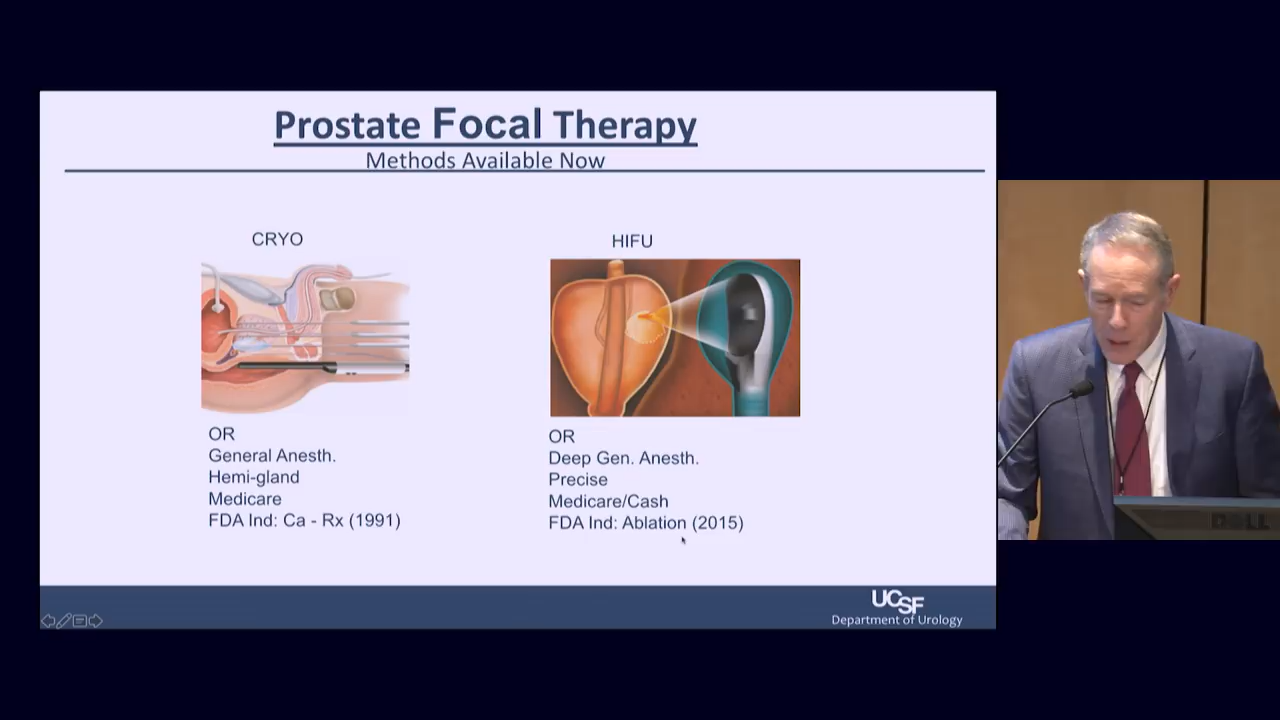 Prostate Focal Therapy
Methods Available Now
CRYO
OR
General Anesth.
Hemi-gland
Medicare
FDA Ind: Ca - Rx (1991)
HIFU
OR
Deep Gen. Anesth.
Precise
Medicare/Cash
FDA Ind: Ablation (2015)
UCSF
Department of Urology
DELL